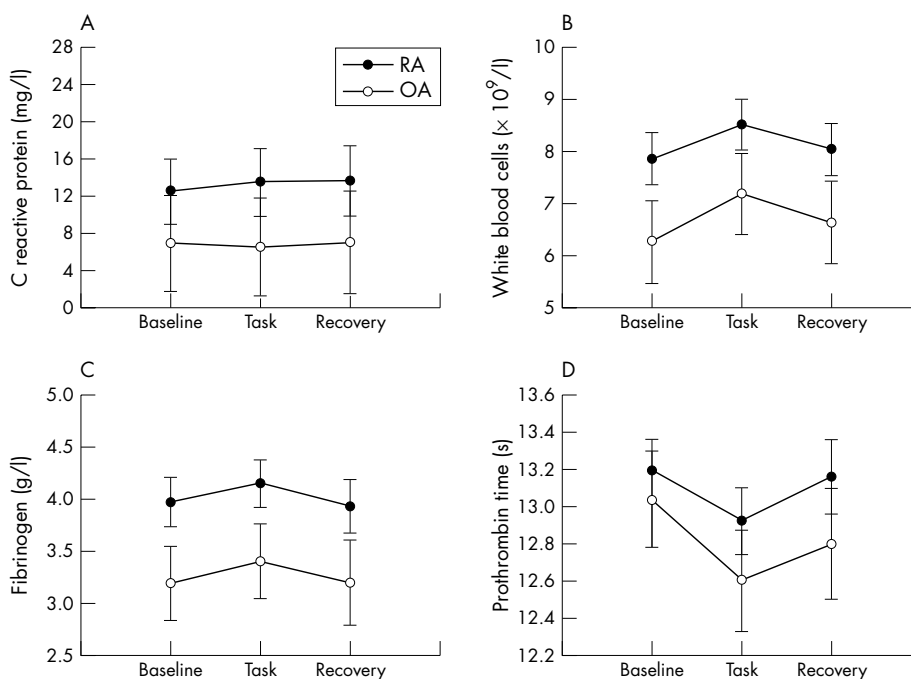 A
C reactive protein (mg/l)
28
24
20
16
12
8
4
0
RA
OA
Baseline Task Recovery
B
White blood cells (× 10⁹/l)
10
9
8
7
6
5
Baseline Task Recovery
C
Fibrinogen (g/l)
5.0
4.5
4.0
3.5
3.0
2.5
Baseline Task Recovery
D
Prothrombin time (s)
13.6
13.4
13.2
13.0
12.8
12.6
12.4
12.2
Baseline Task Recovery